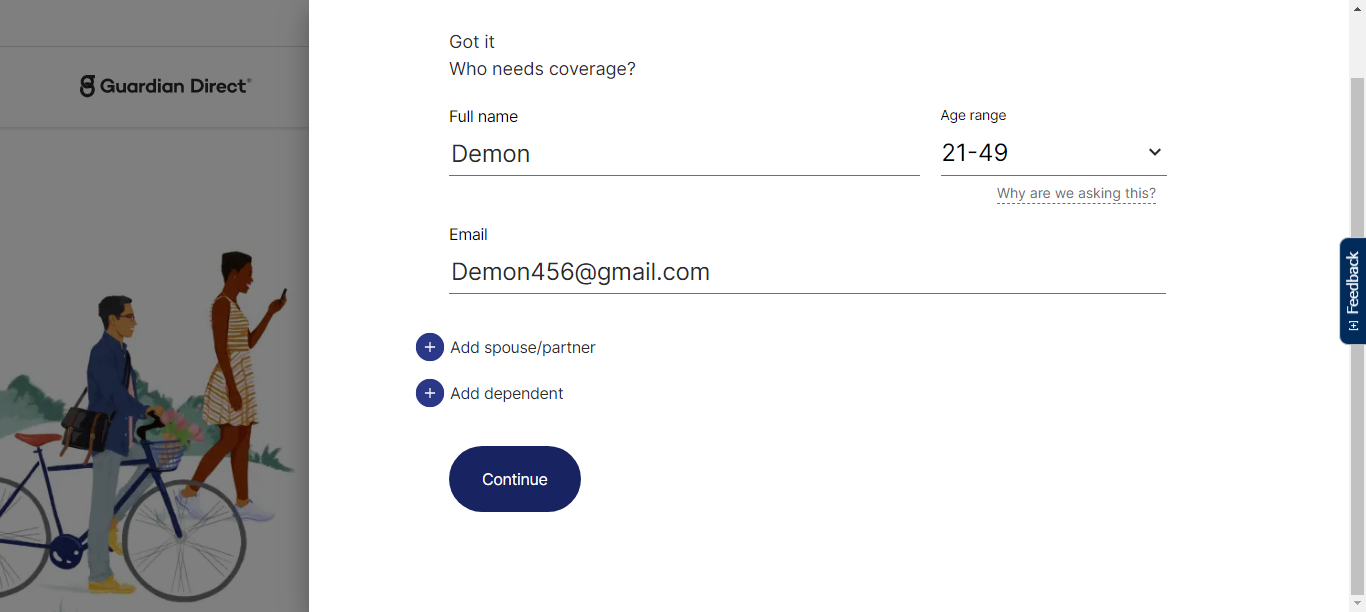 Guardian Direct®
Got it
Who needs coverage?
Full name
Age range
Demon
21-49
Why are we asking this?
Email
Demon456@gmail.com
+ Add spouse/partner
+ Add dependent
Continue
[+] Feedback